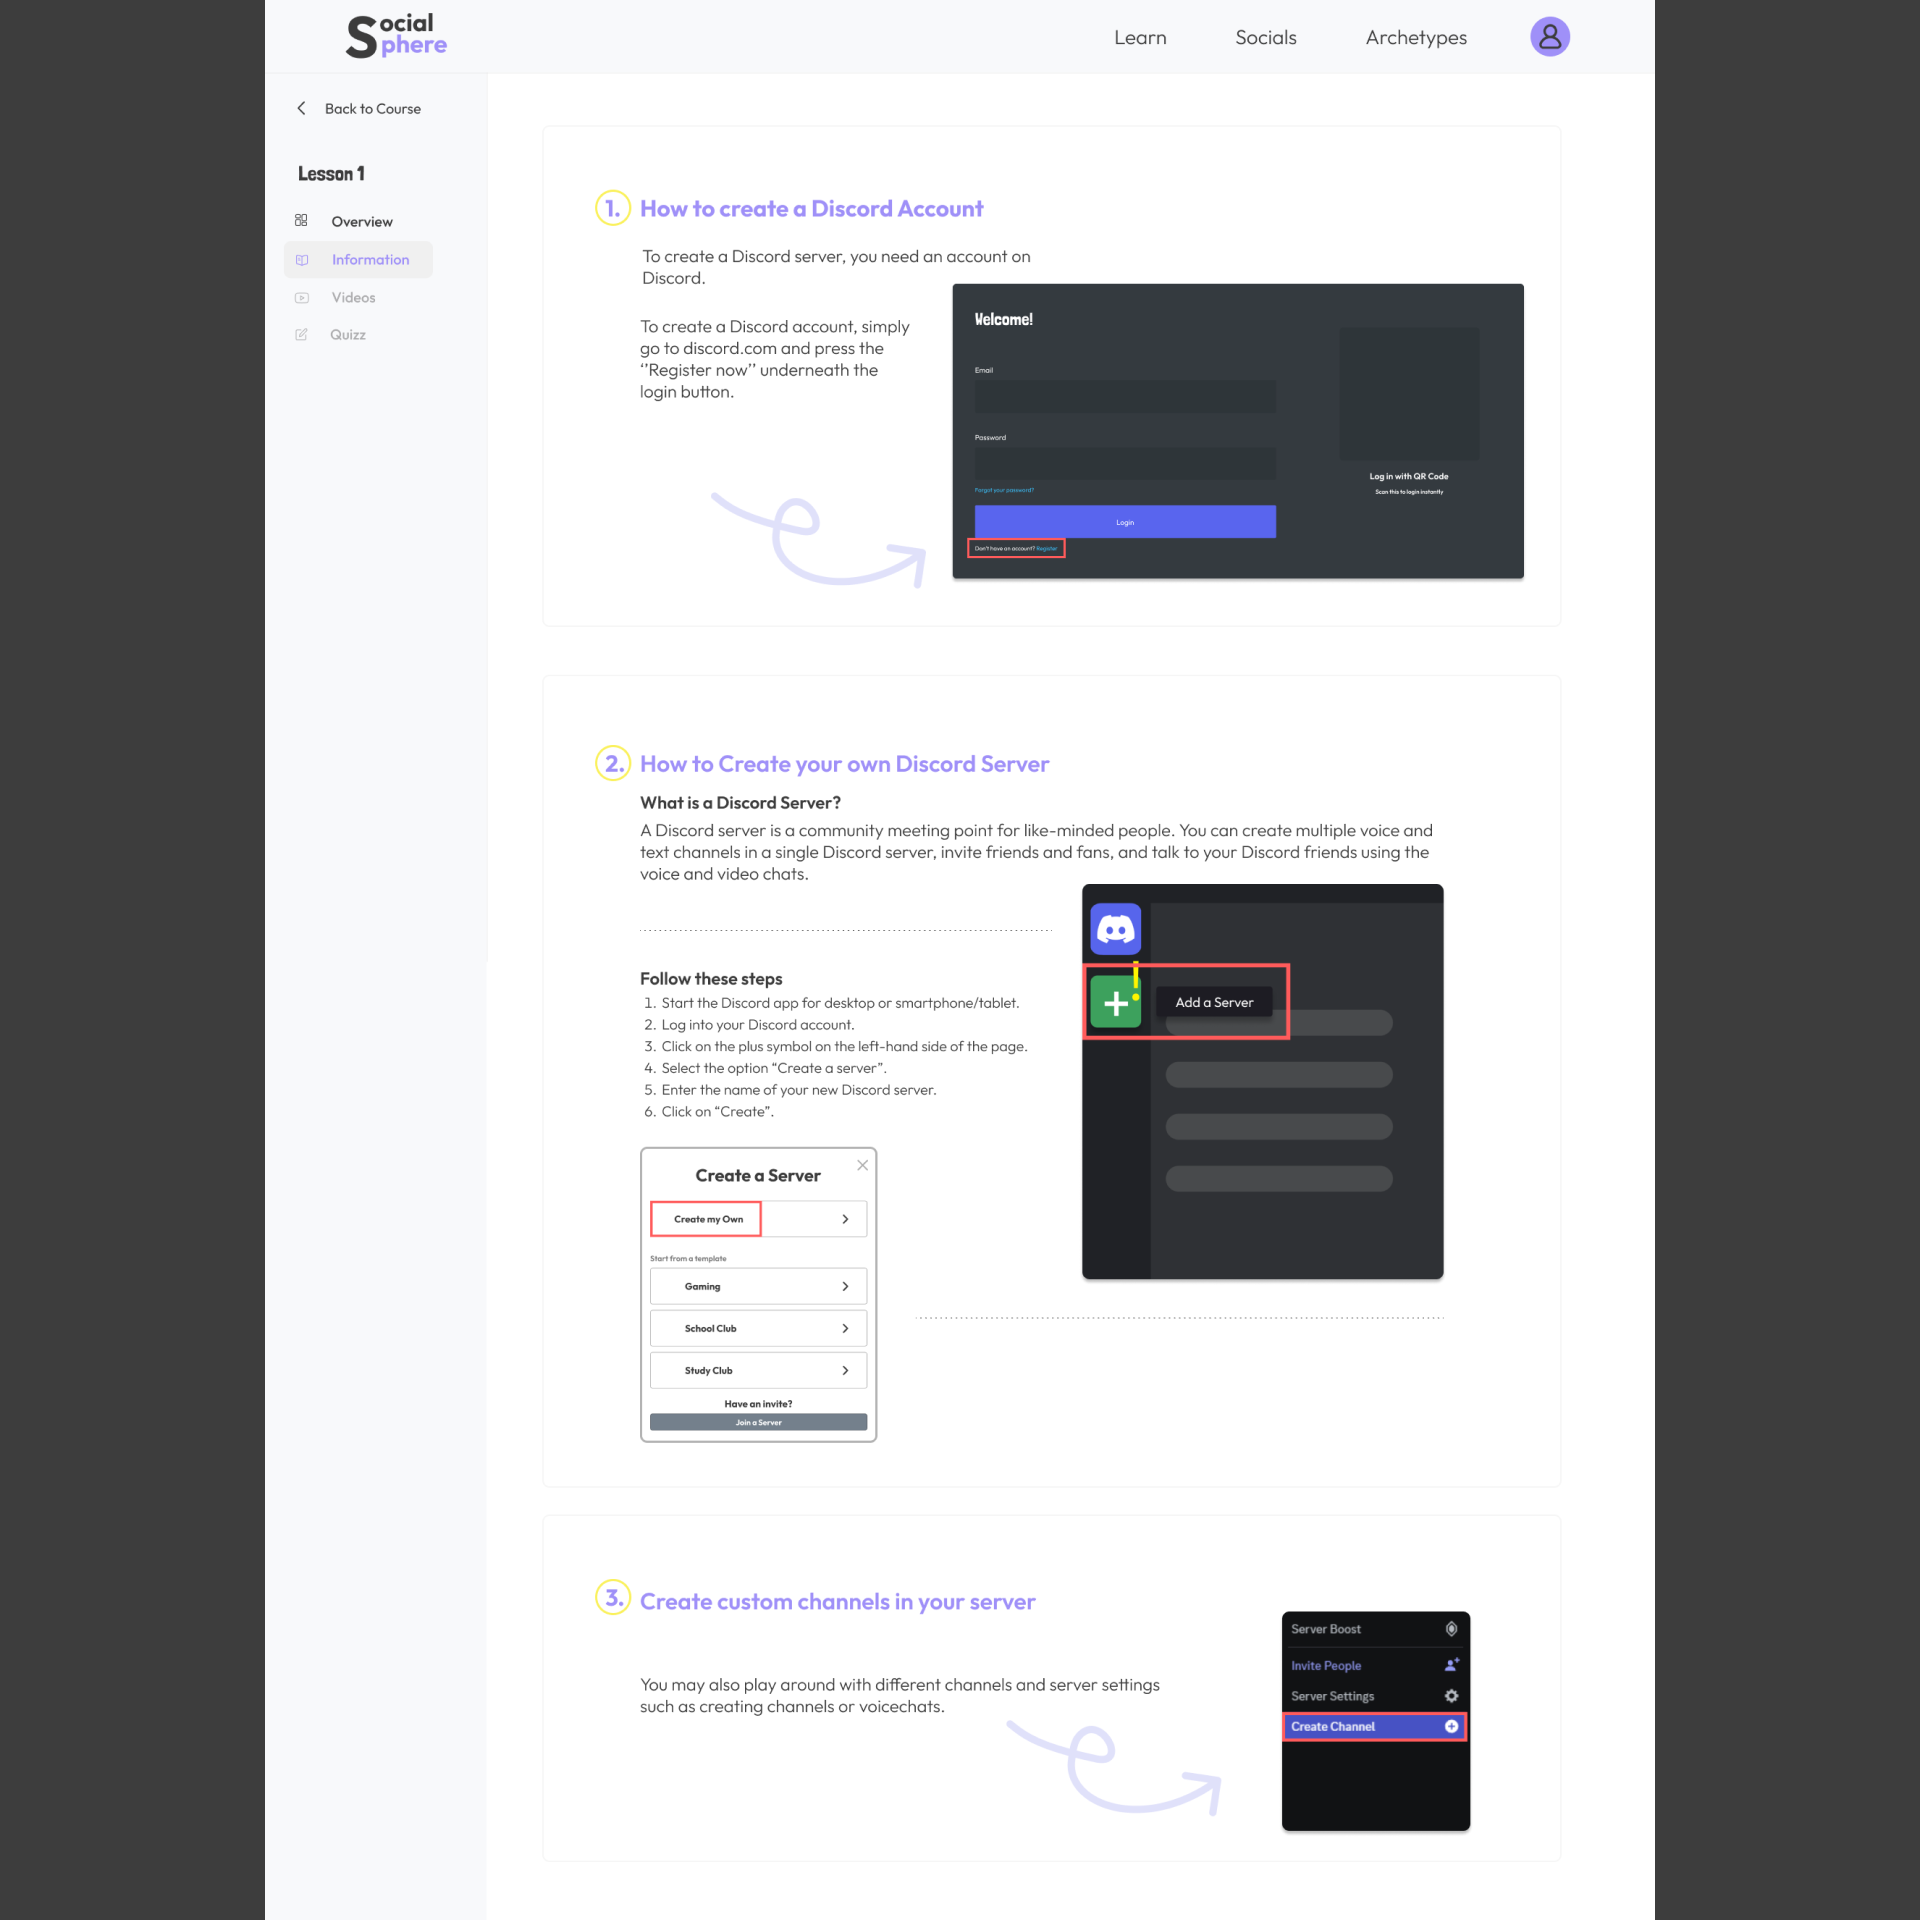 Social
Sphere
Learn
Socials
Archetypes
Back to Course
Lesson 1
Overview
Information
Videos
Quizz
1. How to create a Discord Account
To create a Discord server, you need an account on
Discord.
To create a Discord account, simply
go to discord.com and press the
‘’Register now’’ underneath the
login button.
Welcome!
Email
Password
Forgot your password?
Login
Don't have an account? Register
Log in with QR Code
Scan this to login instantly
2. How to Create your own Discord Server
What is a Discord Server?
A Discord server is a community meeting point for like-minded people. You can create multiple voice and
text channels in a single Discord server, invite friends and fans, and talk to your Discord friends using the
voice and video chats.
Follow these steps
1. Start the Discord app for desktop or smartphone/tablet.
2. Log into your Discord account.
3. Click on the plus symbol on the left-hand side of the page.
4. Select the option “Create a server”.
5. Enter the name of your new Discord server.
6. Click on “Create”.
!
Add a Server
Create a Server
Create my Own
Start from a template
Gaming
School Club
Study Club
Have an invite?
Join a Server
3. Create custom channels in your server
You may also play around with different channels and server settings
such as creating channels or voicechats.
Server Boost
Invite People
Server Settings
Create Channel